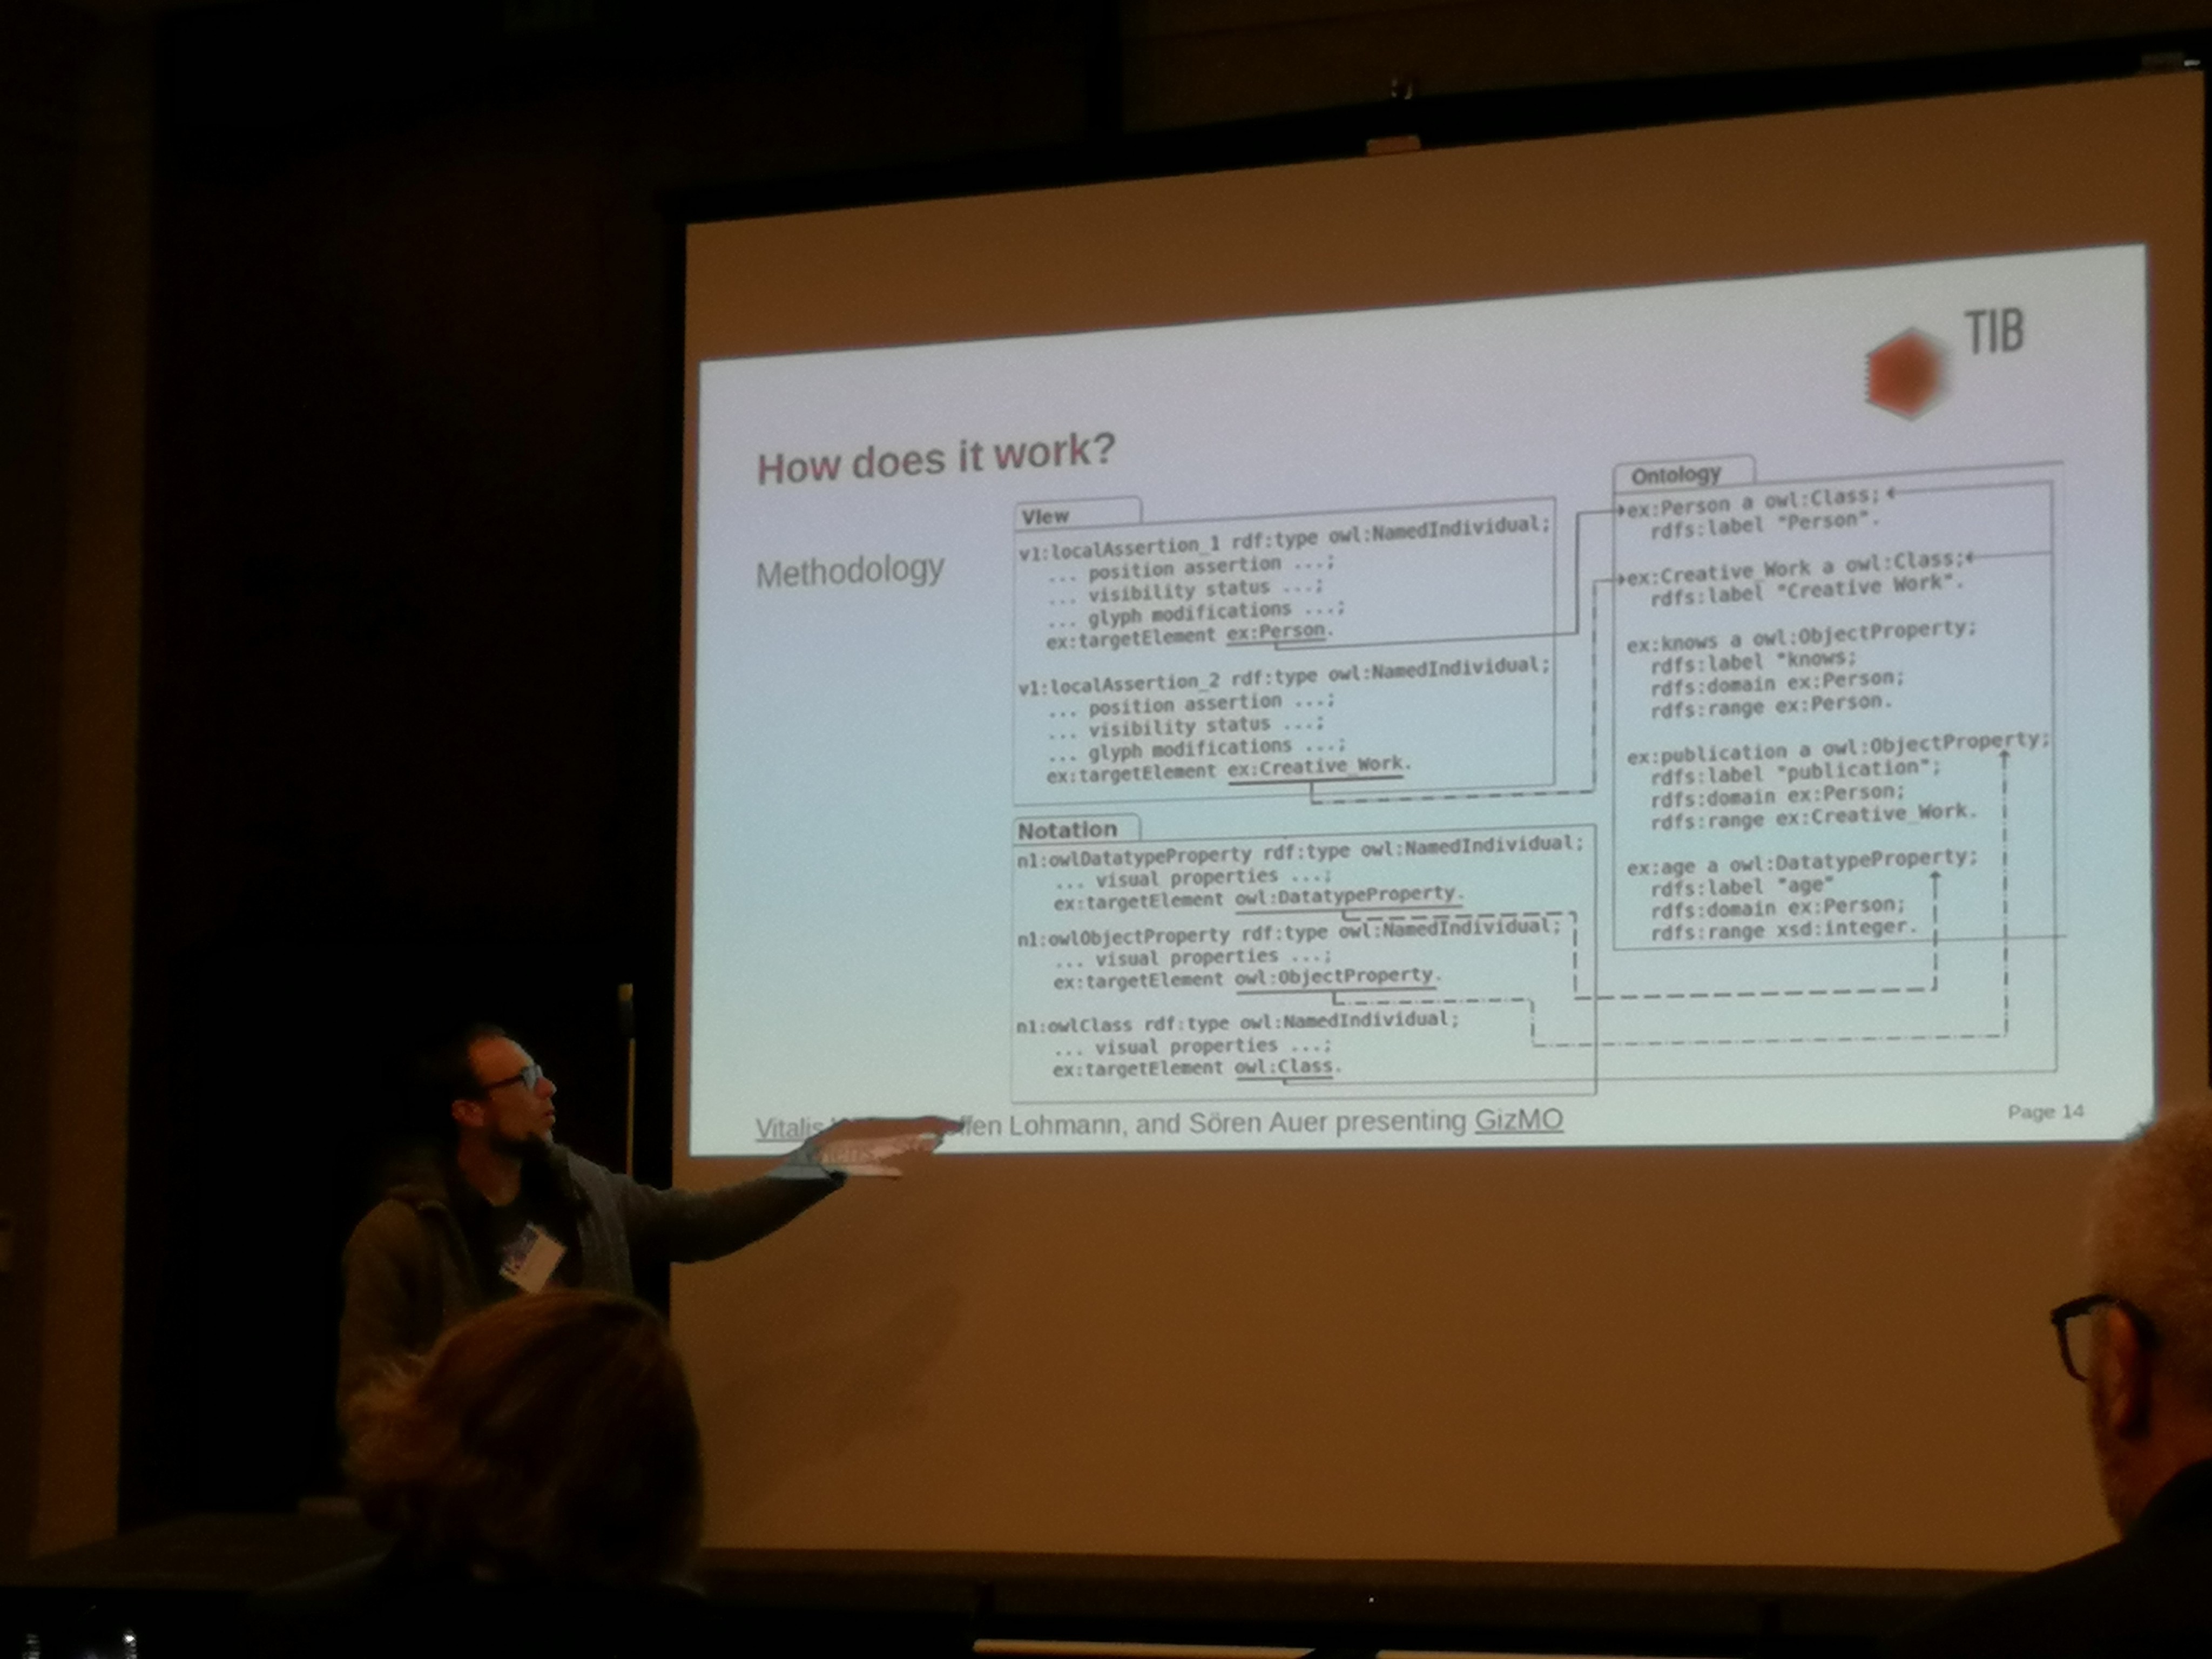 TIB
How does it work?
Methodology
View
v1:localAssertion_1 rdf:type owl:NamedIndividual;
... position assertion ...;
... visibility status ...;
... glyph modifications ...;
ex:targetElement ex:Person.
v1:localAssertion_2 rdf:type owl:NamedIndividual;
... position assertion ...;
... visibility status ...;
... glyph modifications ...;
ex:targetElement ex:Creative_Work.
Notation
n1:owlDatatypeProperty rdf:type owl:NamedIndividual;
... visual properties ...;
ex:targetElement owl:DatatypeProperty.
n1:owlObjectProperty rdf:type owl:NamedIndividual;
... visual properties ...;
ex:targetElement owl:ObjectProperty.
n1:owlClass rdf:type owl:NamedIndividual;
... visual properties ...;
ex:targetElement owl:Class.
Ontology
ex:Person a owl:Class;
rdfs:label "Person".
ex:Creative_Work a owl:Class;
rdfs:label "Creative Work".
ex:knows a owl:ObjectProperty;
rdfs:label "knows;
rdfs:domain ex:Person;
rdfs:range ex:Person.
ex:publication a owl:ObjectProperty;
rdfs:label "publication";
rdfs:domain ex:Person;
rdfs:range ex:Creative_Work.
ex:age a owl:DatatypeProperty;
rdfs:label "age"
rdfs:domain ex:Person;
rdfs:range xsd:integer.
Vitalis Lohmann, and Sören Auer presenting GizMO
Page 14